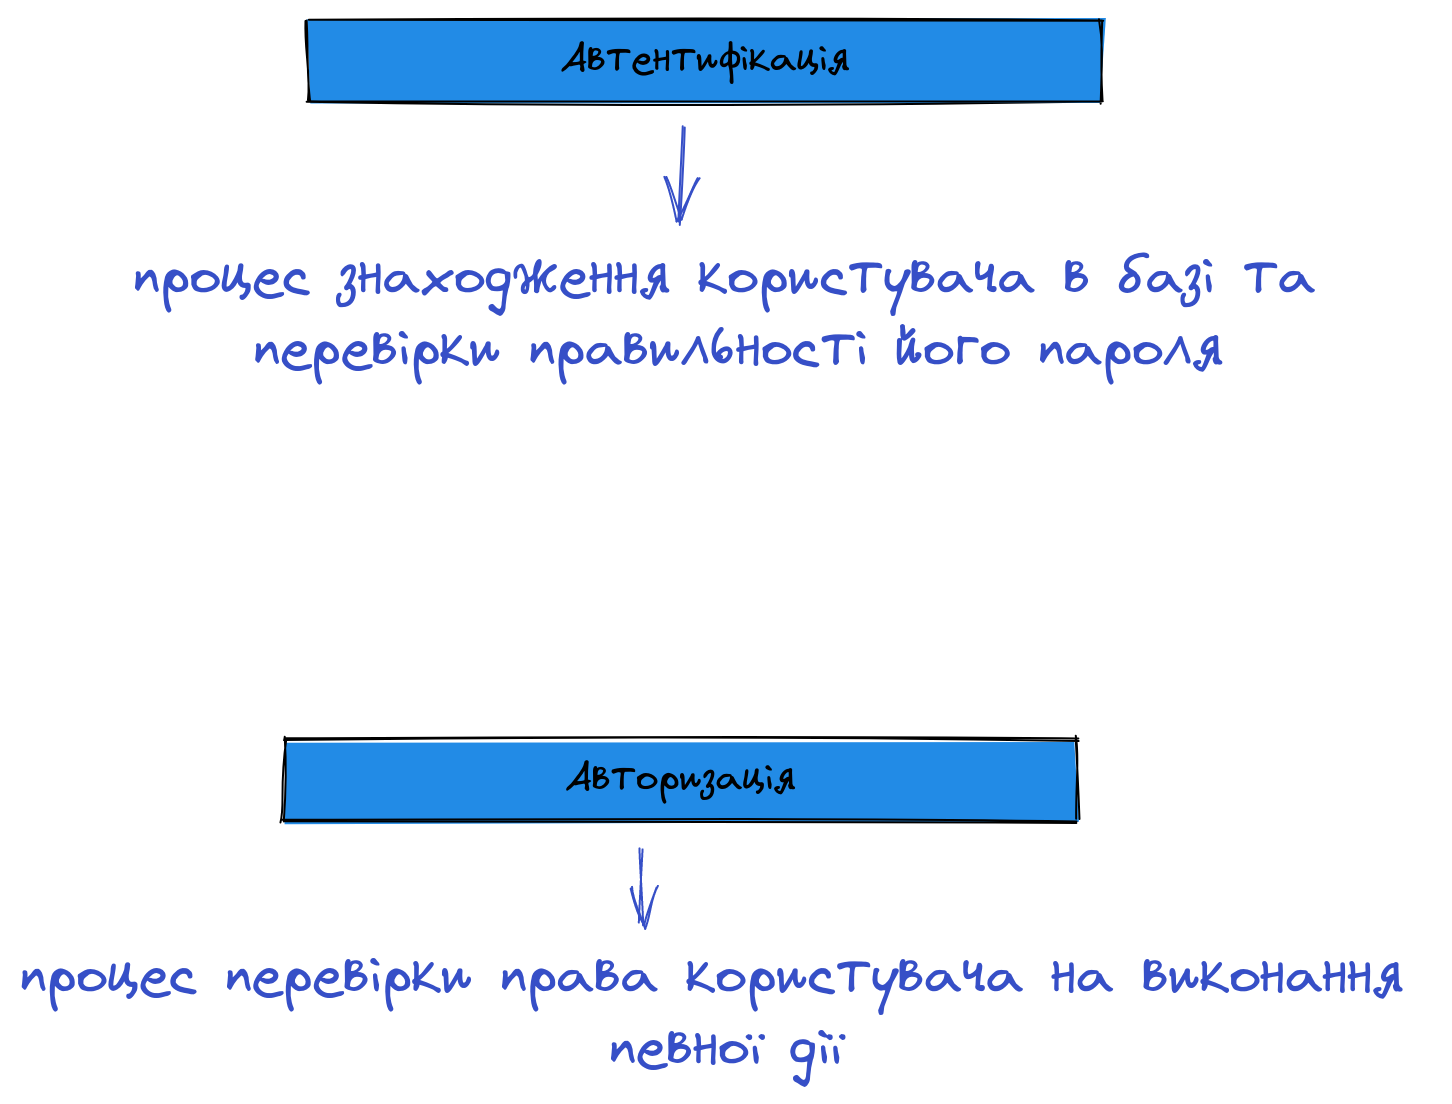 Автентифікація
процес знаходження користувача в базі та
перевірки правильності його пароля
Авторизація
процес перевірки права користувача на виконання
певної дії